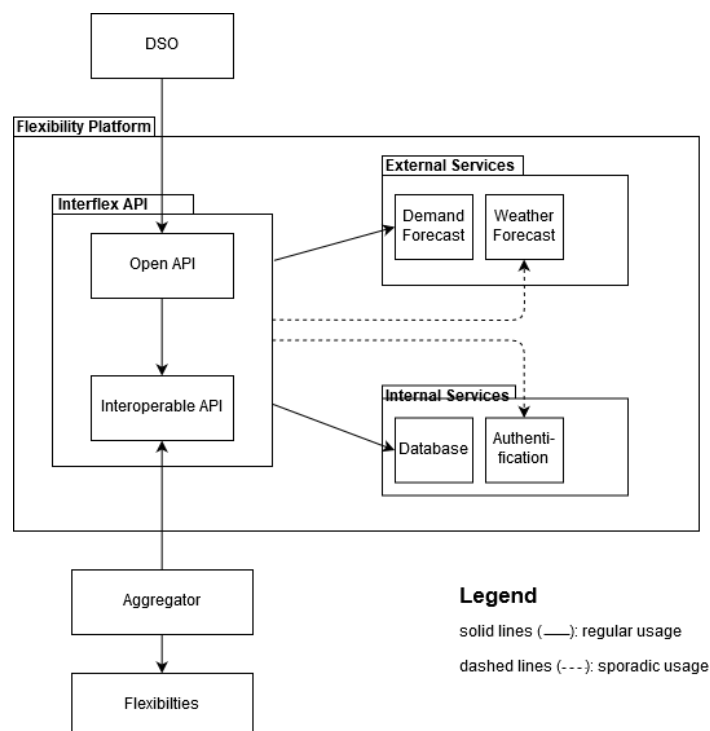 DSO
Flexibility Platform
External Services
Interflex API
Demand
Forecast
Weather
Forecast
Open API
Interoperable API
Internal Services
Database
Authenti-
fication
Aggregator
Legend
solid lines (___): regular usage
dashed lines (---): sporadic usage
Flexibilties